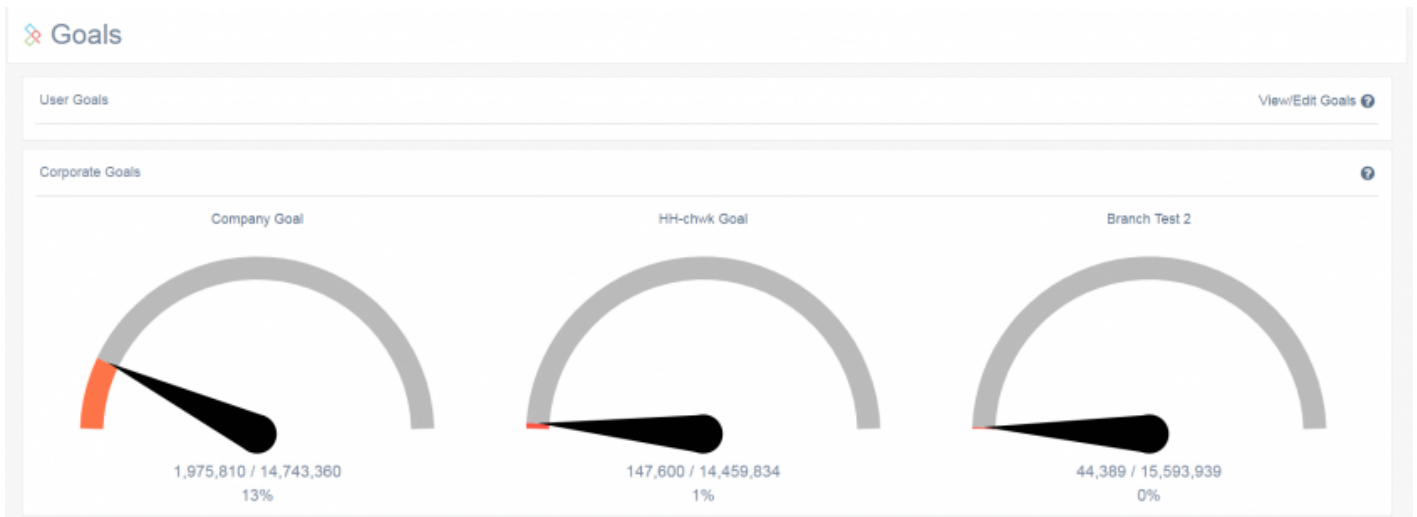 Goals
User Goals
View/Edit Goals ?
Corporate Goals
?
Company Goal
HH-chwk Goal
Branch Test 2
1,975,810 / 14,743,360
13%
147,600 / 14,459,834
1%
44,389 / 15,593,939
0%